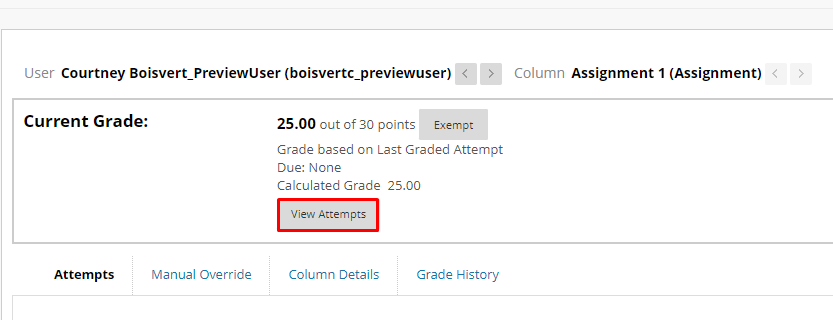 User Courtney Boisvert_PreviewUser (boisvertc_previewuser) < > Column Assignment 1 (Assignment) < >
Current Grade: 25.00 out of 30 points Exempt
Grade based on Last Graded Attempt
Due: None
Calculated Grade 25.00
View Attempts
Attempts Manual Override Column Details Grade History